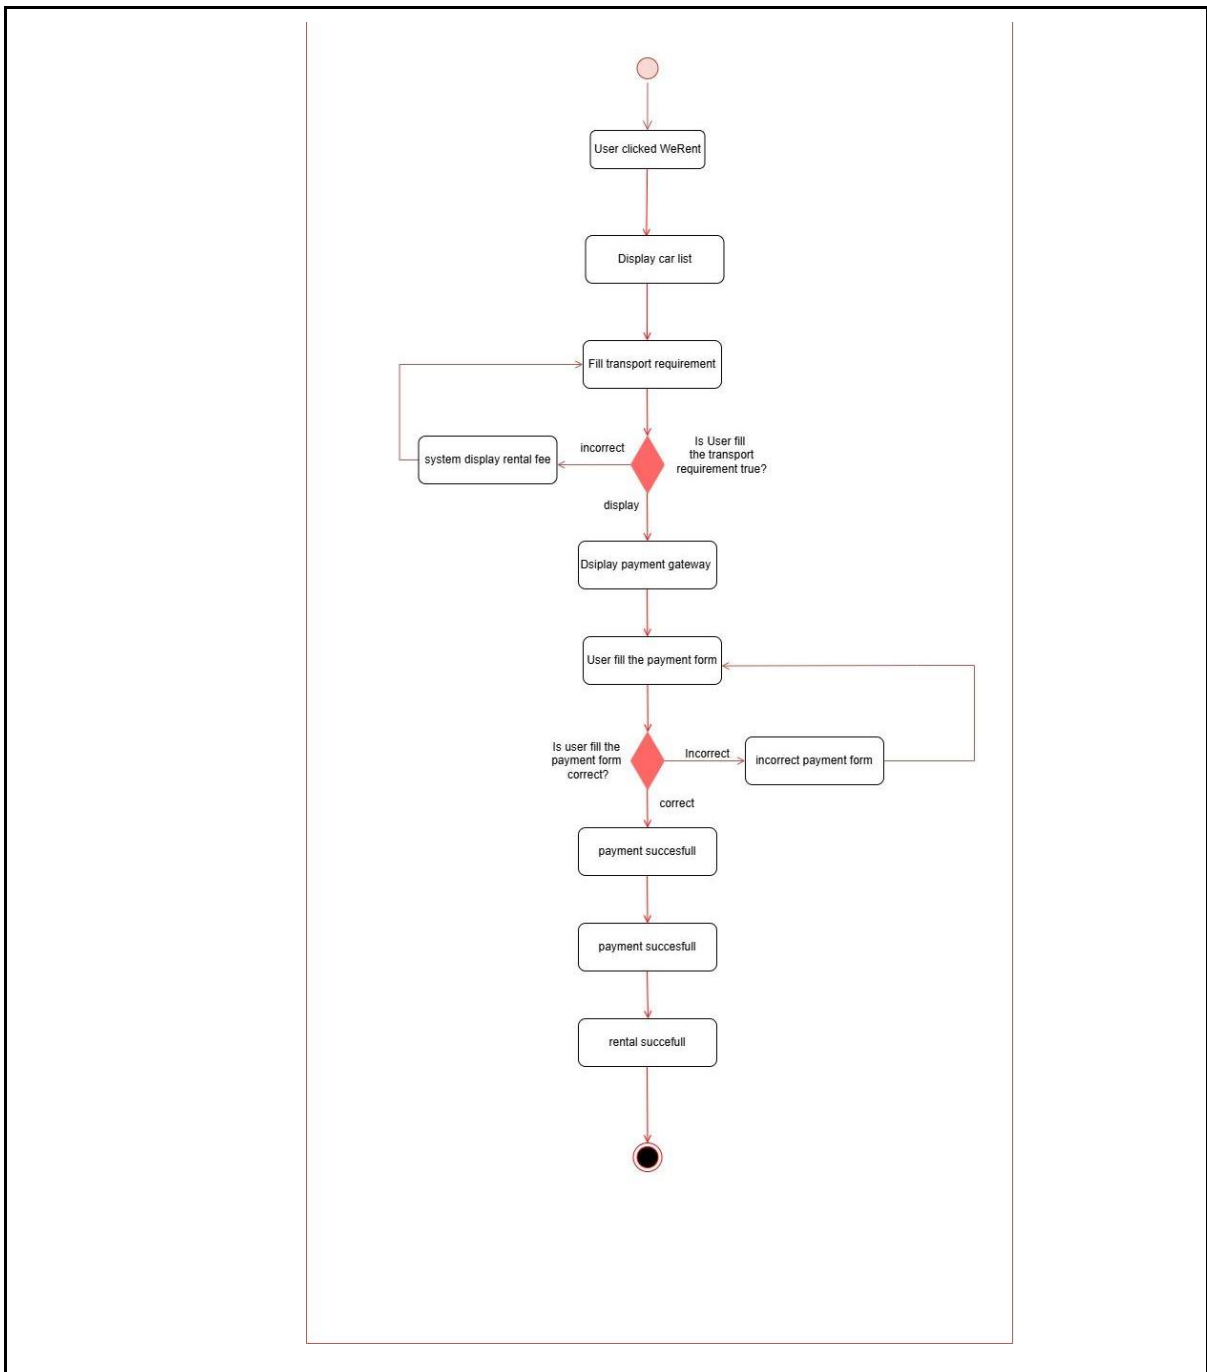 User clicked WeRent
Display car list
Fill transport requirement
incorrect
Is User fill
the transport
requirement true?
system display rental fee
display
Dsiplay payment gateway
User fill the payment form
Is user fill the
payment form
correct?
Incorrect
incorrect payment form
correct
payment succesfull
payment succesfull
rental succefull